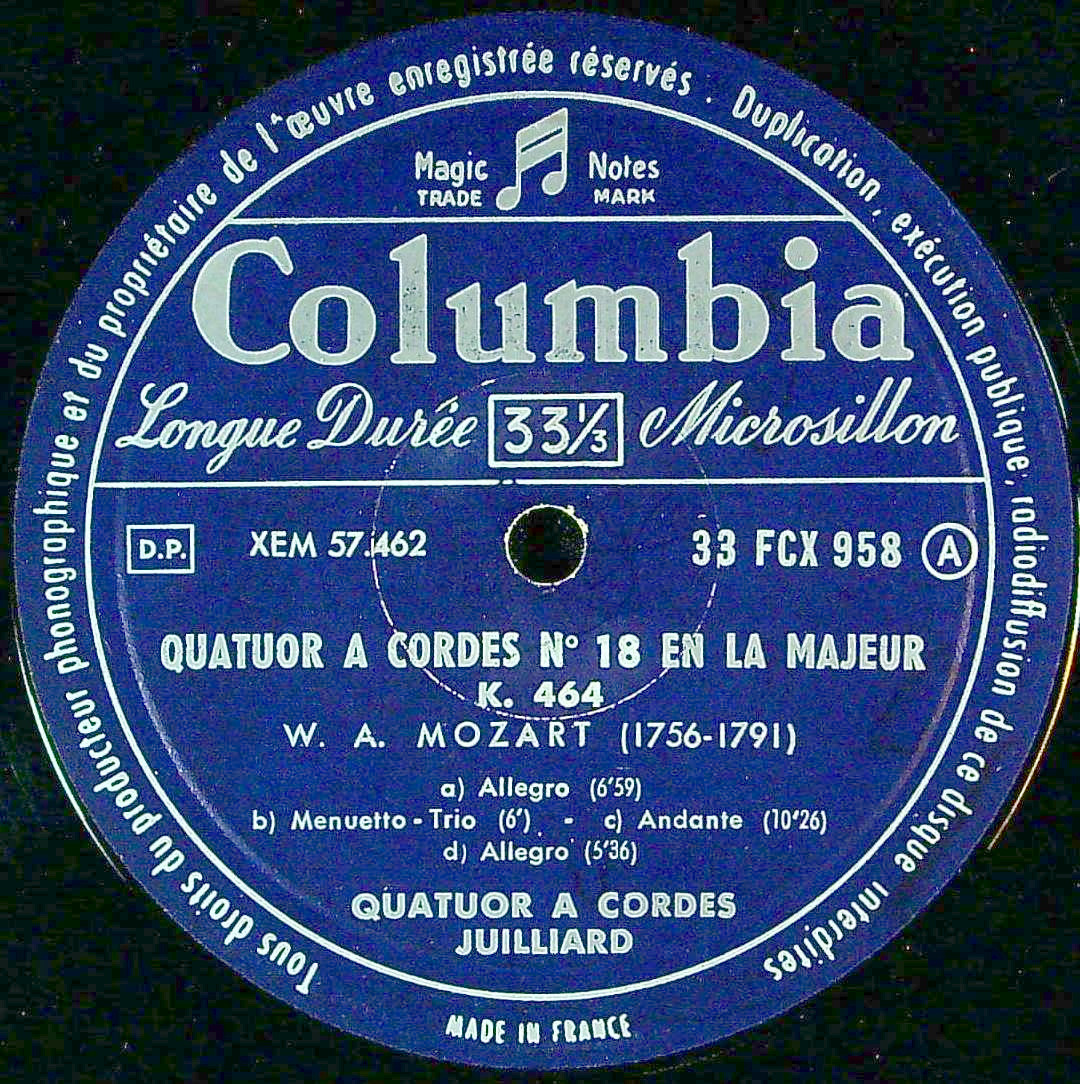 Tous droits du producteur phonographique et du propriétaire de l'œuvre enregistrée réservés . Duplication, exécution publique, radiodiffusion de ce disque interdites
Magic Notes
TRADE MARK
Columbia
Longue Durée 33⅓ Microsillon
D.P. XEM 57.462 33 FCX 958 A
QUATUOR A CORDES N° 18 EN LA MAJEUR
K. 464
W. A. MOZART (1756-1791)
a) Allegro (6'59)
b) Menuetto - Trio (6') - c) Andante (10'26)
d) Allegro (5'36)
QUATUOR A CORDES
JUILLIARD
MADE IN FRANCE